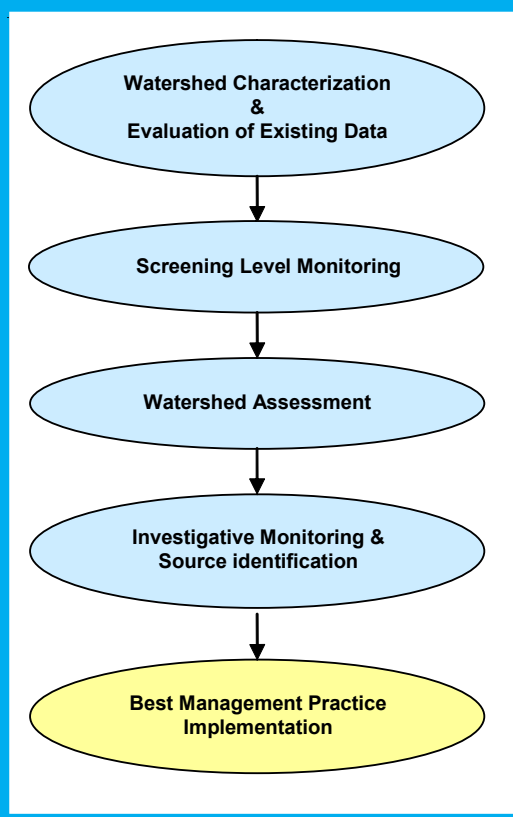 Watershed Characterization
&
Evaluation of Existing Data
Screening Level Monitoring
Watershed Assessment
Investigative Monitoring &
Source identification
Best Management Practice
Implementation